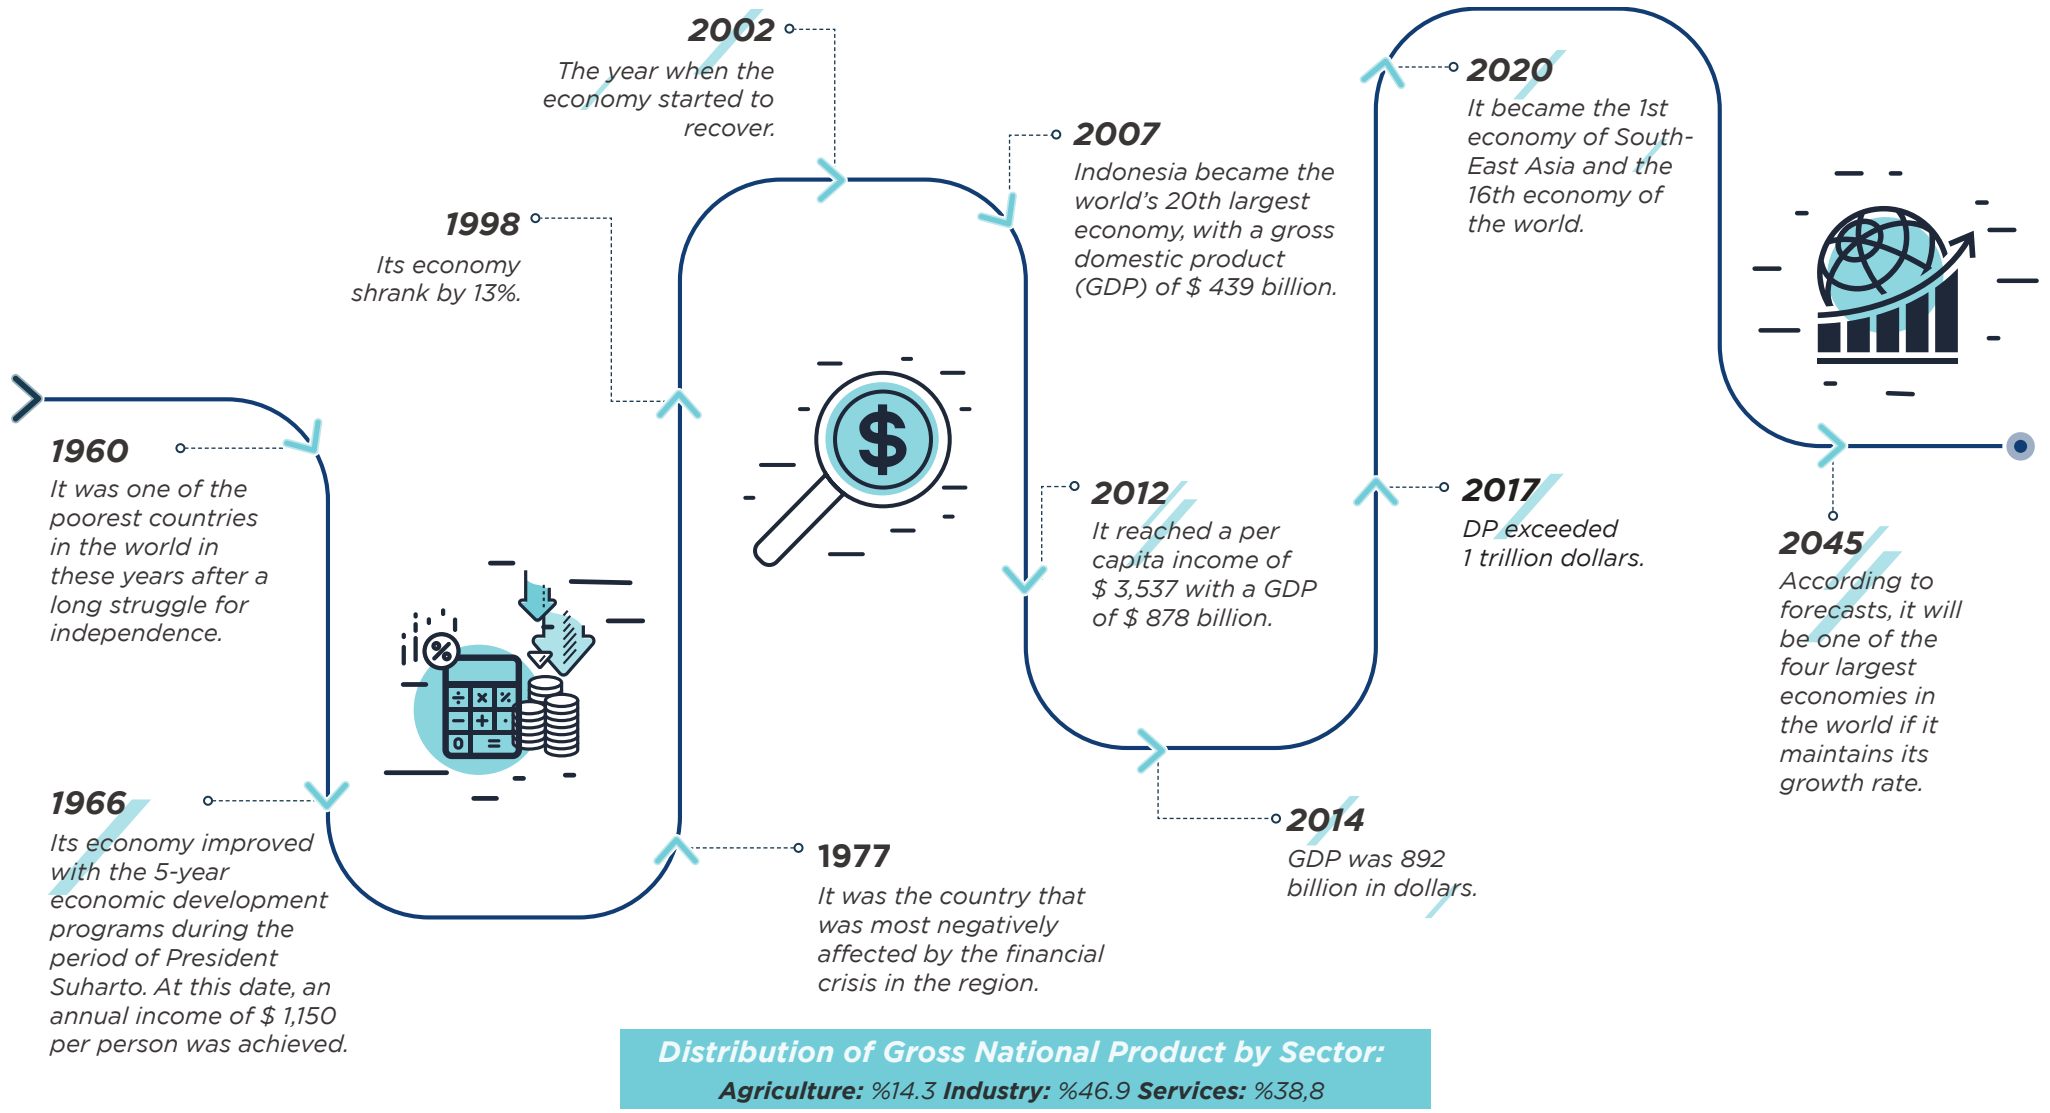 1960
It was one of the
poorest countries
in the world in
these years after a
long struggle for
independence.
1966
Its economy improved
with the 5-year
economic development
programs during the
period of President
Suharto. At this date, an
annual income of $ 1,150
per person was achieved.
1977
It was the country that
was most negatively
affected by the financial
crisis in the region.
1998
Its economy
shrank by 13%.
2002
The year when the
economy started to
recover.
2007
Indonesia became the
world's 20th largest
economy, with a gross
domestic product
(GDP) of $ 439 billion.
2012
It reached a per
capita income of
$ 3,537 with a GDP
of $ 878 billion.
2014
GDP was 892
billion in dollars.
2017
DP exceeded
1 trillion dollars.
2020
It became the 1st
economy of South-
East Asia and the
16th economy of
the world.
2045
According to
forecasts, it will
be one of the
four largest
economies in
the world if it
maintains its
growth rate.
Distribution of Gross National Product by Sector:
Agriculture: %14.3 Industry: %46.9 Services: %38,8